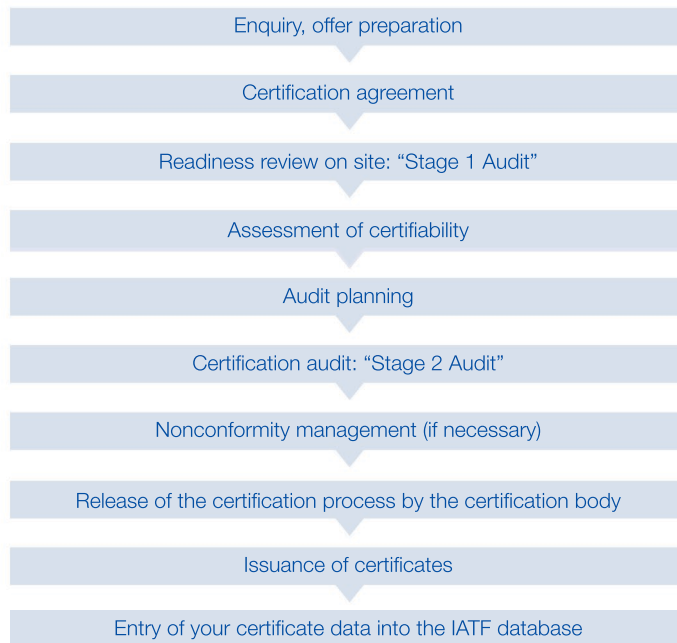 Enquiry, offer preparation
Certification agreement
Readiness review on site: “Stage 1 Audit”
Assessment of certifiability
Audit planning
Certification audit: “Stage 2 Audit”
Nonconformity management (if necessary)
Release of the certification process by the certification body
Issuance of certificates
Entry of your certificate data into the IATF database